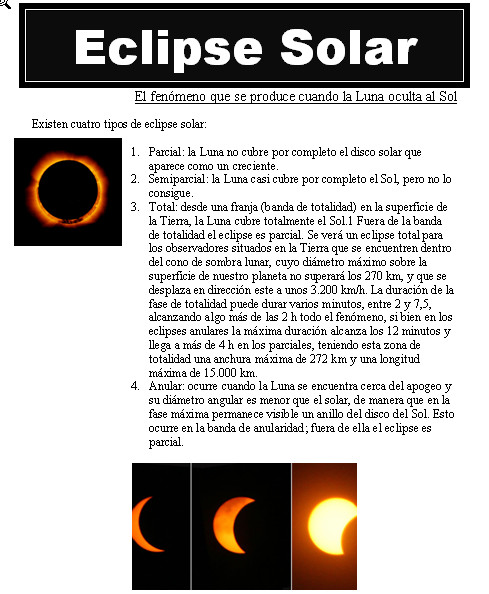 Eclipse Solar
El fenómeno que se produce cuando la Luna oculta al Sol
Existen cuatro tipos de eclipse solar:
1. Parcial: la Luna no cubre por completo el disco solar que
aparece como un creciente.
2. Semiparcial: la Luna casi cubre por completo el Sol, pero no lo
consigue.
3. Total: desde una franja (banda de totalidad) en la superficie de
la Tierra, la Luna cubre totalmente el Sol.1 Fuera de la banda
de totalidad el eclipse es parcial. Se verá un eclipse total para
los observadores situados en la Tierra que se encuentren dentro
del cono de sombra lunar, cuyo diámetro máximo sobre la
superficie de nuestro planeta no superará los 270 km, y que se
desplaza en dirección este a unos 3.200 km/h. La duración de la
fase de totalidad puede durar varios minutos, entre 2 y 7,5,
alcanzando algo más de las 2 h todo el fenómeno, si bien en los
eclipses anulares la máxima duración alcanza los 12 minutos y
llega a más de 4 h en los parciales, teniendo esta zona de
totalidad una anchura máxima de 272 km y una longitud
máxima de 15.000 km.
4. Anular: ocurre cuando la Luna se encuentra cerca del apogeo y
su diámetro angular es menor que el solar, de manera que en la
fase máxima permanece visible un anillo del disco del Sol. Esto
ocurre en la banda de anularidad; fuera de ella el eclipse es
parcial.